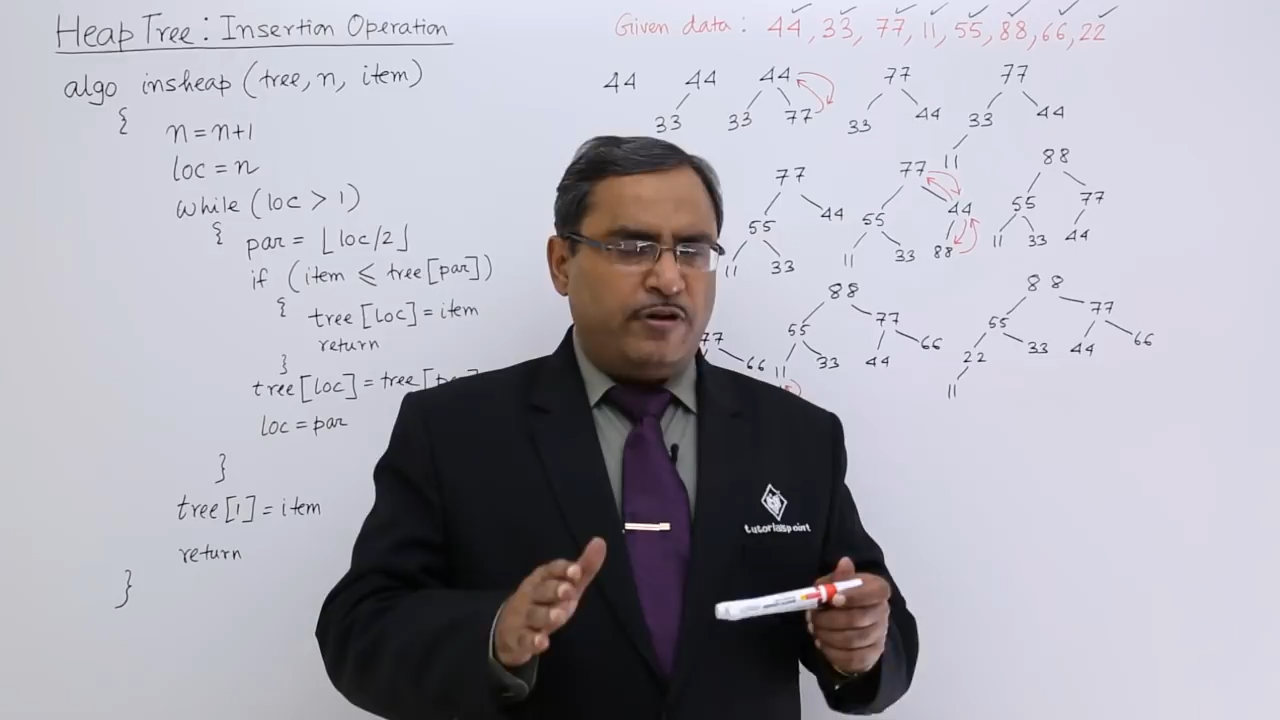 Heap Tree : Insertion Operation
algo insheap (tree, n, item)
{
n = n+1
loc = n
while (loc > 1)
{ par = ⌊loc/2⌋
if (item ⩽ tree[par])
{ tree[loc] = item
return
}
tree[loc] = tree[
loc = par
}
tree[1] = item
return
}
Given data : 44, 33, 77, 11, 55, 88, 66, 22
44 44 44 77 77
33 33 77 33 44 33 44
11
77 77 88
55 44 55 44 55 77
11 33 11 33 88 11 33 44
88 88
77 55 77 55 77
66 11 33 44 66 22 33 44 66
11
tutorialspoint